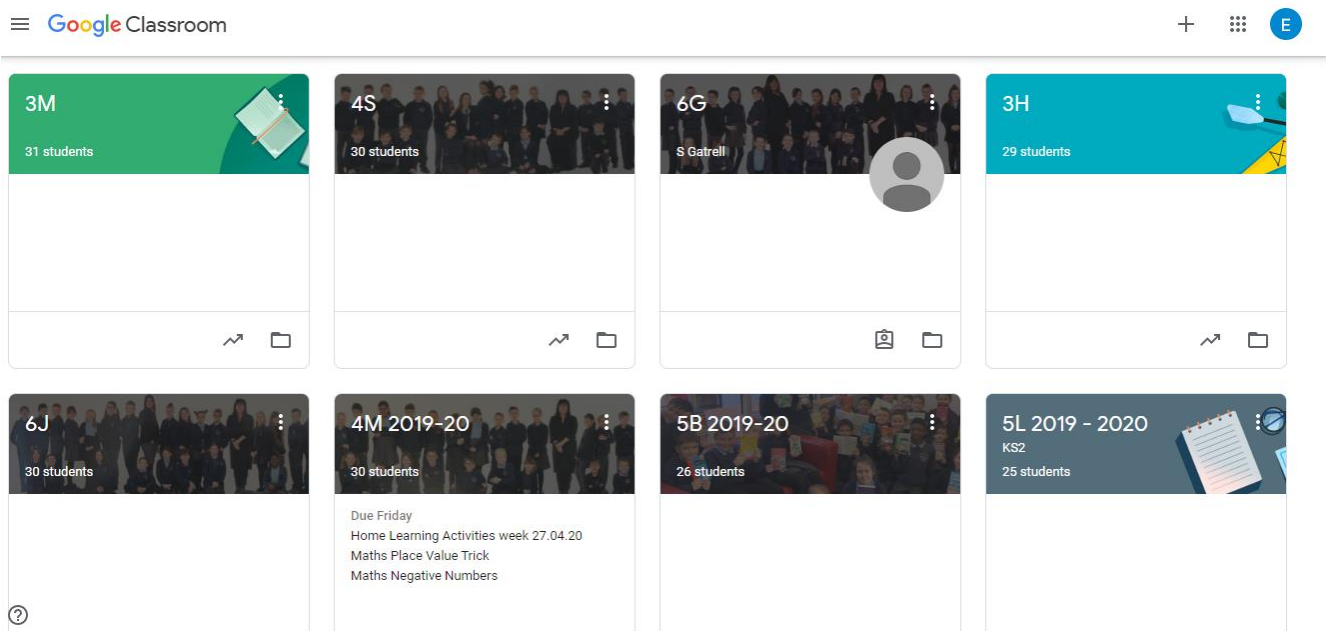 Google Classroom
E
3M
31 students
4S
30 students
6G
S Gatrell
3H
29 students
6J
30 students
4M 2019-20
30 students
Due Friday
Home Learning Activities week 27.04.20
Maths Place Value Trick
Maths Negative Numbers
5B 2019-20
26 students
5L 2019 - 2020
KS2
25 students